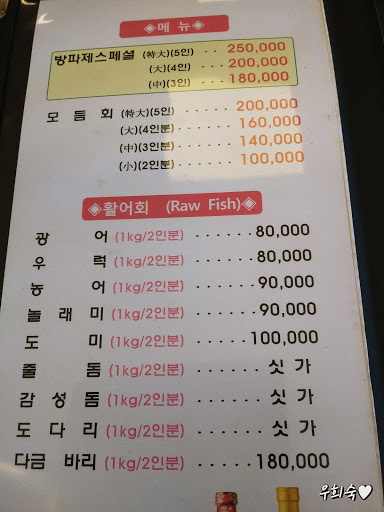 ◈메 뉴◈
방파제스페셜 (特大)(5인) . . 250,000
(大)(4인) . . . 200,000
(中)(3인) . . . . 180,000
모 듬 회 (特大)(5인) . . . . . . 200,000
(大)(4인분) . . . . . . 160,000
(中)(3인분) . . . . . . 140,000
(小)(2인분) . . . . . . 100,000
◈활어회 (Raw Fish)◈
광 어 (1kg/2인분) . . . . . . 80,000
우 럭 (1kg/2인분) . . . . . . 80,000
농 어 (1kg/2인분) . . . . . . 90,000
놀 래 미 (1kg/2인분) . . . . . . 90,000
도 미 (1kg/2인분) . . . . . 100,000
줄 돔 (1kg/2인분) . . . . . . 싯 가
감 성 돔 (1kg/2인분) . . . . . . 싯 가
도 다 리 (1kg/2인분) . . . . . . 싯 가
다금 바리 (1kg/2인분) . . . . . 180,000
우희숙♥